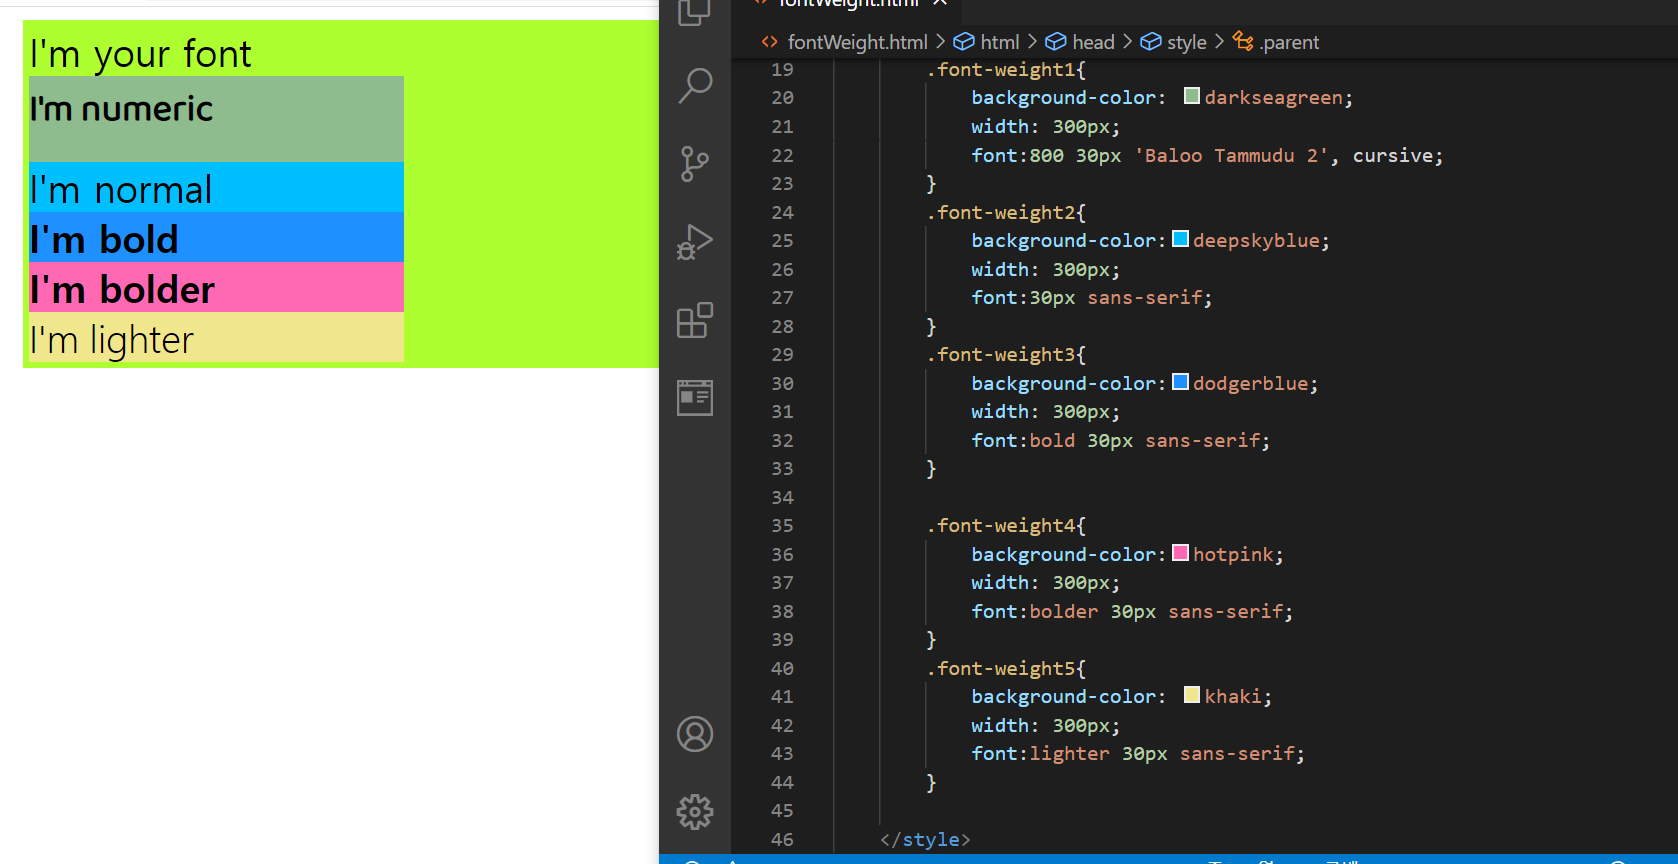 I'm your font
I'm numeric
I'm normal
I'm bold
I'm bolder
I'm lighter
fontWeight.html
fontWeight.html > html > head > style > .parent
19 .font-weight1{
20 background-color: darkseagreen;
21 width: 300px;
22 font:800 30px 'Baloo Tammudu 2', cursive;
23 }
24 .font-weight2{
25 background-color:deepskyblue;
26 width: 300px;
27 font:30px sans-serif;
28 }
29 .font-weight3{
30 background-color:dodgerblue;
31 width: 300px;
32 font:bold 30px sans-serif;
33 }
34
35 .font-weight4{
36 background-color:hotpink;
37 width: 300px;
38 font:bolder 30px sans-serif;
39 }
40 .font-weight5{
41 background-color: khaki;
42 width: 300px;
43 font:lighter 30px sans-serif;
44 }
45
46 </style>